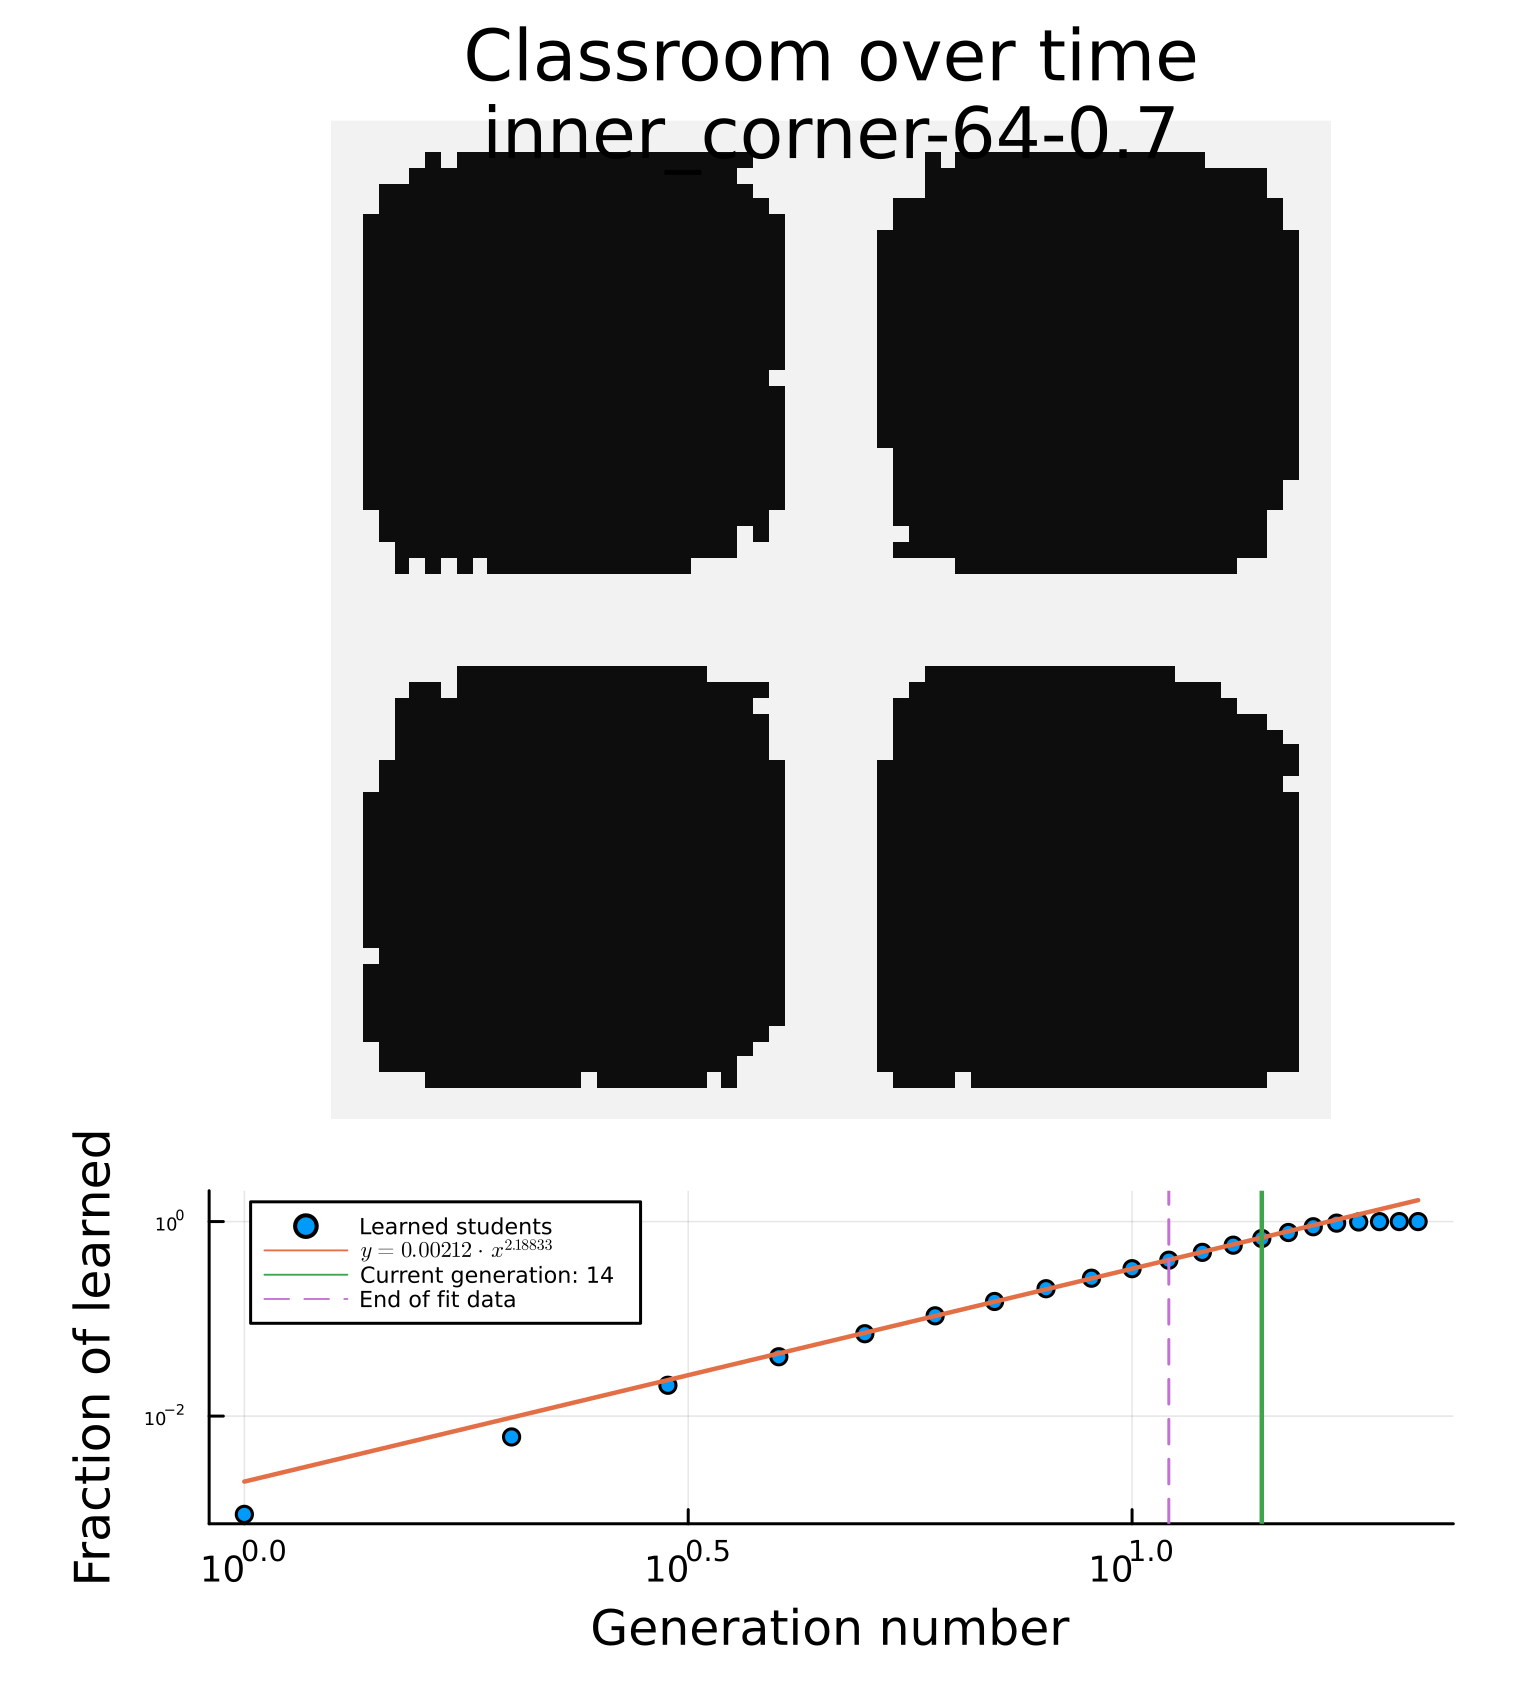 Classroom over time
inner_corner-64-0.7
Fraction of learned
10^0
10^-2
Learned students
y = 0.00212 · x^2.18833
Current generation: 14
End of fit data
10^0.0
10^0.5
10^1.0
Generation number